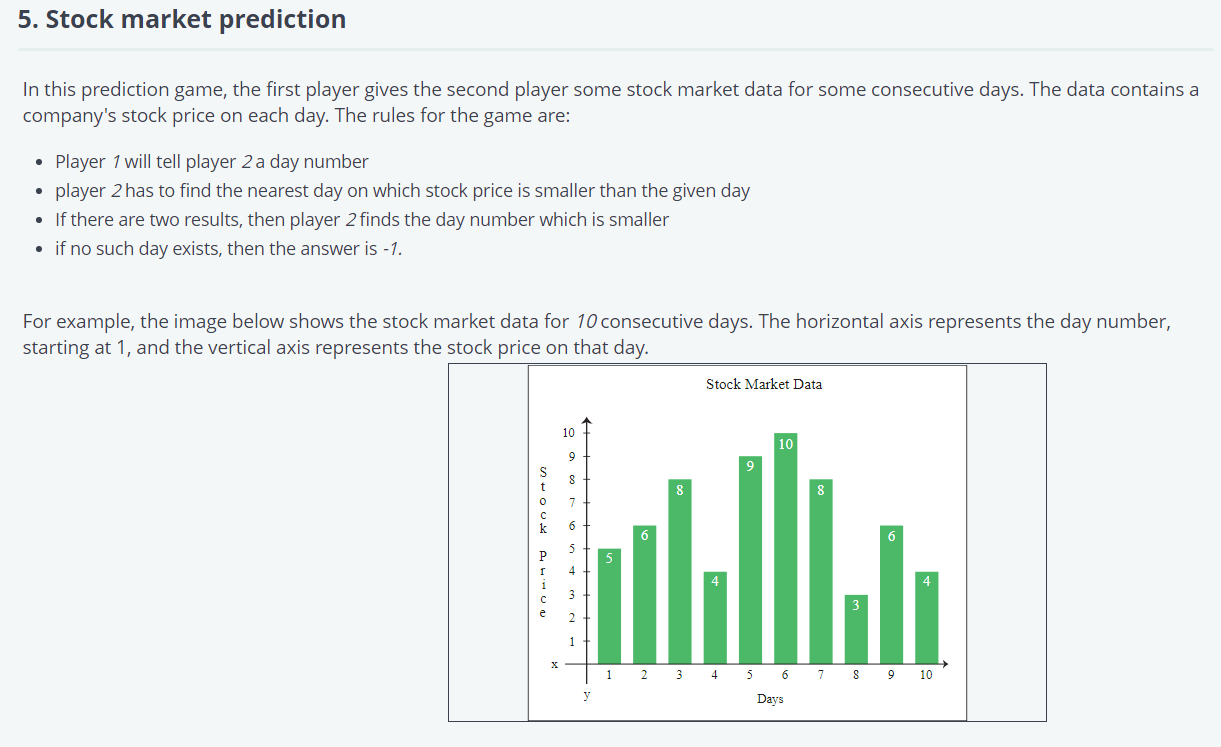 5. Stock market prediction
In this prediction game, the first player gives the second player some stock market data for some consecutive days. The data contains a
company's stock price on each day. The rules for the game are:
• Player 1 will tell player 2 a day number
• player 2 has to find the nearest day on which stock price is smaller than the given day
• If there are two results, then player 2 finds the day number which is smaller
• if no such day exists, then the answer is -1.
For example, the image below shows the stock market data for 10 consecutive days. The horizontal axis represents the day number,
starting at 1, and the vertical axis represents the stock price on that day.
Stock Market Data
Stock Price
10
9
8
7
6
5
4
3
2
1
5
6
8
4
9
10
8
3
6
4
x
1 2 3 4 5 6 7 8 9 10
y
Days